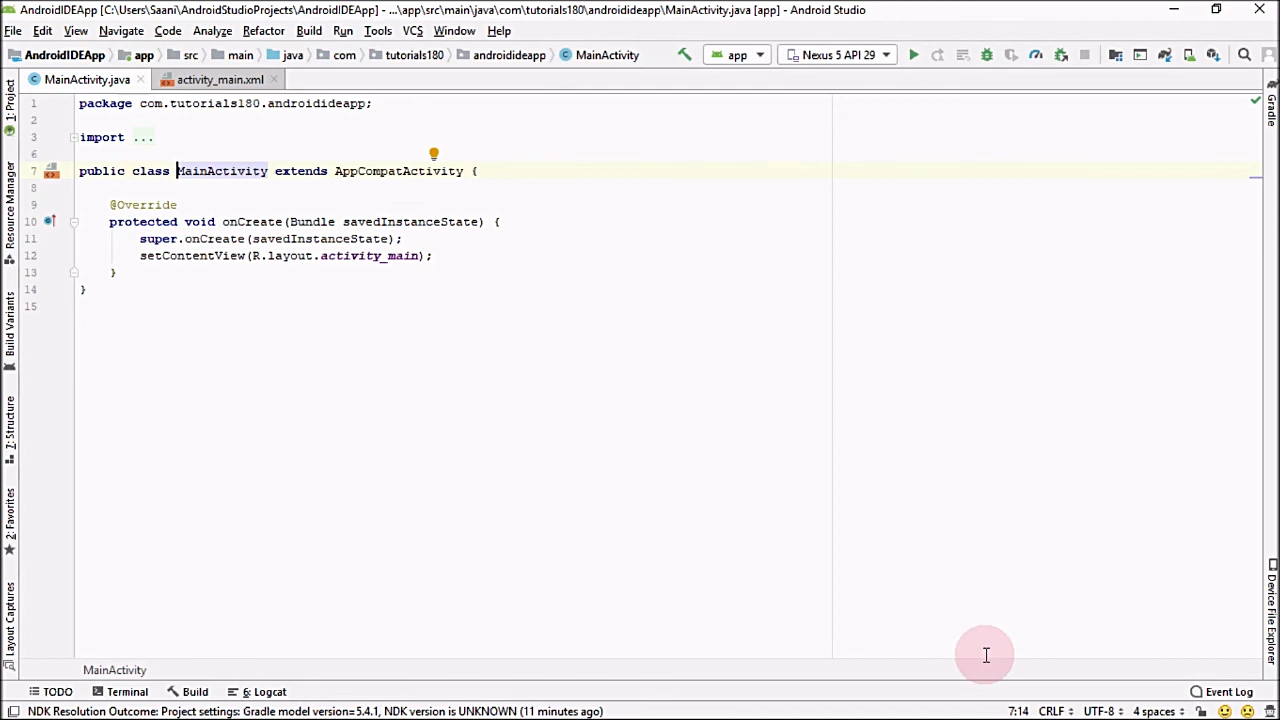 AndroidIDEApp [C:\Users\Saani\AndroidStudioProjects\AndroidIDEApp] - ...\app\src\main\java\com\tutorials180\androidideapp\MainActivity.java [app] - Android Studio
File Edit View Navigate Code Analyze Refactor Build Run Tools VCS Window Help
AndroidIDEApp app src main java com tutorials180 androidideapp MainActivity app Nexus 5 API 29
MainActivity.java activity_main.xml
1 package com.tutorials180.androidideapp;
2
3 import ...
6
7 public class MainActivity extends AppCompatActivity {
8
9 @Override
10 protected void onCreate(Bundle savedInstanceState) {
11 super.onCreate(savedInstanceState);
12 setContentView(R.layout.activity_main);
13 }
14 }
15
1: Project
Resource Manager
Build Variants
7: Structure
2: Favorites
Layout Captures
Gradle
Device File Explorer
MainActivity
TODO Terminal Build 6: Logcat Event Log
NDK Resolution Outcome: Project settings: Gradle model version=5.4.1, NDK version is UNKNOWN (11 minutes ago) 7:14 CRLF UTF-8 4 spaces